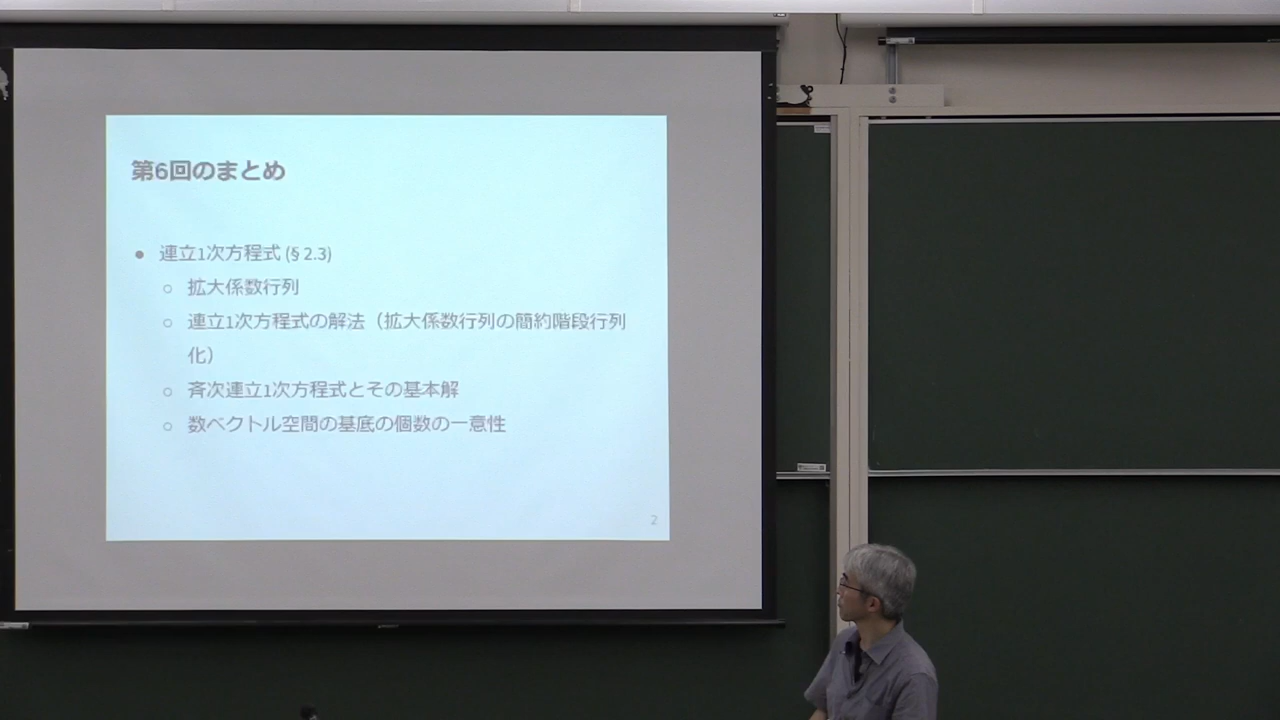 第6回のまとめ
● 連立1次方程式 (§ 2.3)
○ 拡大係数行列
○ 連立1次方程式の解法（拡大係数行列の簡約階段行列
化）
○ 斉次連立1次方程式とその基本解
○ 数ベクトル空間の基底の個数の一意性
2